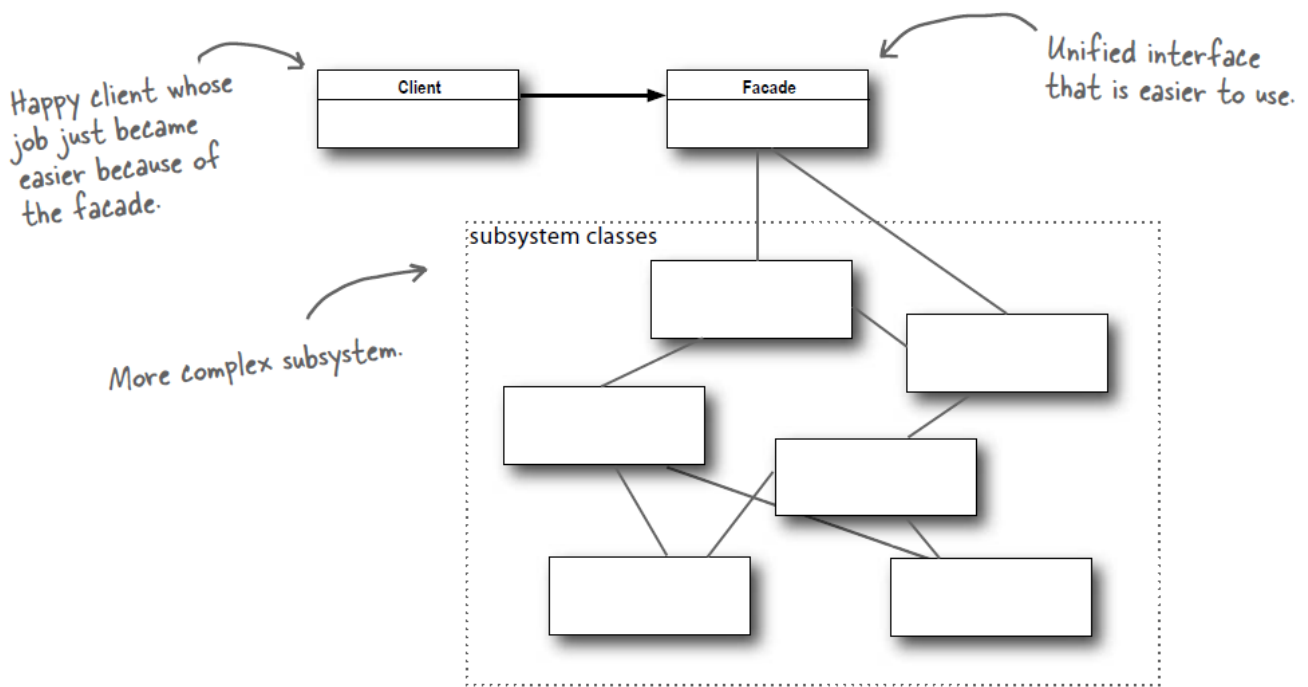 Happy client whose
job just became
easier because of
the facade.
Client
Facade
Unified interface
that is easier to use.
subsystem classes
More complex subsystem.